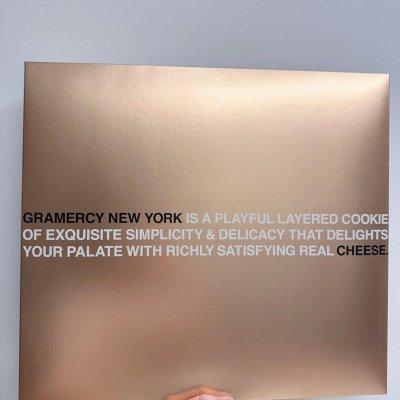 GRAMERCY NEW YORK IS A PLAYFUL LAYERED COOKIE
OF EXQUISITE SIMPLICITY & DELICACY THAT DELIGHTS
YOUR PALATE WITH RICHLY SATISFYING REAL CHEESE.